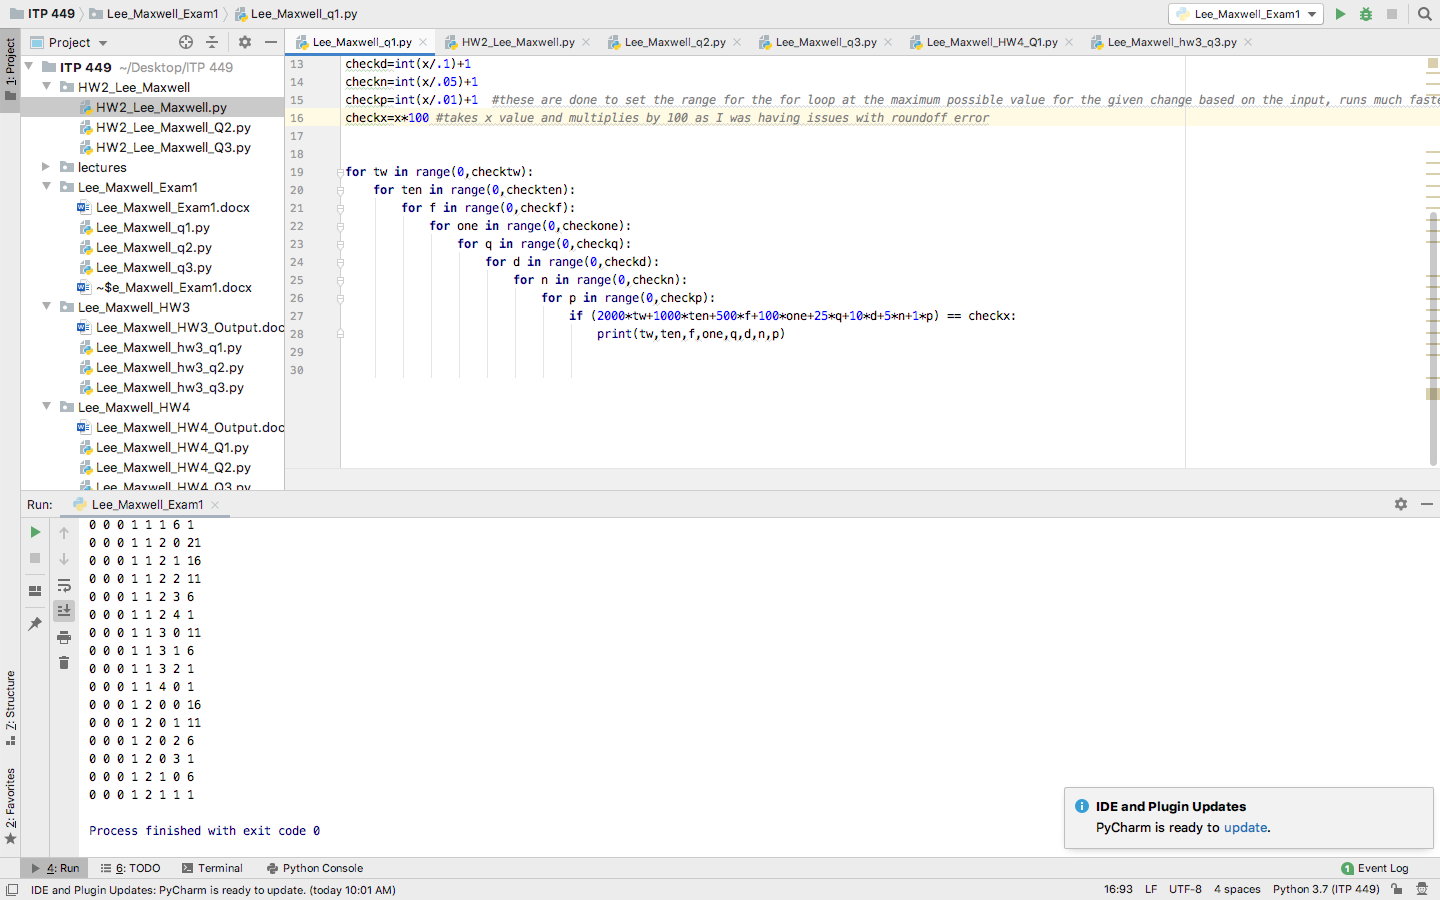 ITP 449 Lee_Maxwell_Exam1 Lee_Maxwell_q1.py
Lee_Maxwell_Exam1
1: Project
Project
Lee_Maxwell_q1.py HW2_Lee_Maxwell.py Lee_Maxwell_q2.py Lee_Maxwell_q3.py Lee_Maxwell_HW4_Q1.py Lee_Maxwell_hw3_q3.py
ITP 449 ~/Desktop/ITP 449
HW2_Lee_Maxwell
HW2_Lee_Maxwell.py
HW2_Lee_Maxwell_Q2.py
HW2_Lee_Maxwell_Q3.py
lectures
Lee_Maxwell_Exam1
Lee_Maxwell_Exam1.docx
Lee_Maxwell_q1.py
Lee_Maxwell_q2.py
Lee_Maxwell_q3.py
~$e_Maxwell_Exam1.docx
Lee_Maxwell_HW3
Lee_Maxwell_HW3_Output.doc
Lee_Maxwell_hw3_q1.py
Lee_Maxwell_hw3_q2.py
Lee_Maxwell_hw3_q3.py
Lee_Maxwell_HW4
Lee_Maxwell_HW4_Output.doc
Lee_Maxwell_HW4_Q1.py
Lee_Maxwell_HW4_Q2.py
Lee_Maxwell_HW4_Q3.py
13 checkd=int(x/.1)+1
14 checkn=int(x/.05)+1
15 checkp=int(x/.01)+1 #these are done to set the range for the for loop at the maximum possible value for the given change based on the input, runs much faste
16 checkx=x*100 #takes x value and multiplies by 100 as I was having issues with roundoff error
17
18
19 for tw in range(0,checktw):
20 for ten in range(0,checkten):
21 for f in range(0,checkf):
22 for one in range(0,checkone):
23 for q in range(0,checkq):
24 for d in range(0,checkd):
25 for n in range(0,checkn):
26 for p in range(0,checkp):
27 if (2000*tw+1000*ten+500*f+100*one+25*q+10*d+5*n+1*p) == checkx:
28 print(tw,ten,f,one,q,d,n,p)
29
30
Run: Lee_Maxwell_Exam1
0 0 0 1 1 1 6 1
0 0 0 1 1 2 0 21
0 0 0 1 1 2 1 16
0 0 0 1 1 2 2 11
0 0 0 1 1 2 3 6
0 0 0 1 1 2 4 1
0 0 0 1 1 3 0 11
0 0 0 1 1 3 1 6
0 0 0 1 1 3 2 1
0 0 0 1 1 4 0 1
0 0 0 1 2 0 0 16
0 0 0 1 2 0 1 11
0 0 0 1 2 0 2 6
0 0 0 1 2 0 3 1
0 0 0 1 2 1 0 6
0 0 0 1 2 1 1 1
Process finished with exit code 0
7: Structure
2: Favorites
IDE and Plugin Updates
PyCharm is ready to update.
4: Run 6: TODO Terminal Python Console
1 Event Log
IDE and Plugin Updates: PyCharm is ready to update. (today 10:01 AM)
16:93 LF UTF-8 4 spaces Python 3.7 (ITP 449)